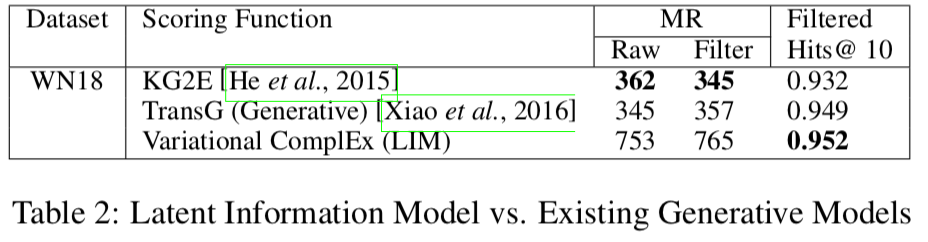 Dataset Scoring Function MR Filtered
Raw Filter Hits@ 10
WN18 KG2E [He et al., 2015] 362 345 0.932
TransG (Generative) [Xiao et al., 2016] 345 357 0.949
Variational ComplEx (LIM) 753 765 0.952
Table 2: Latent Information Model vs. Existing Generative Models